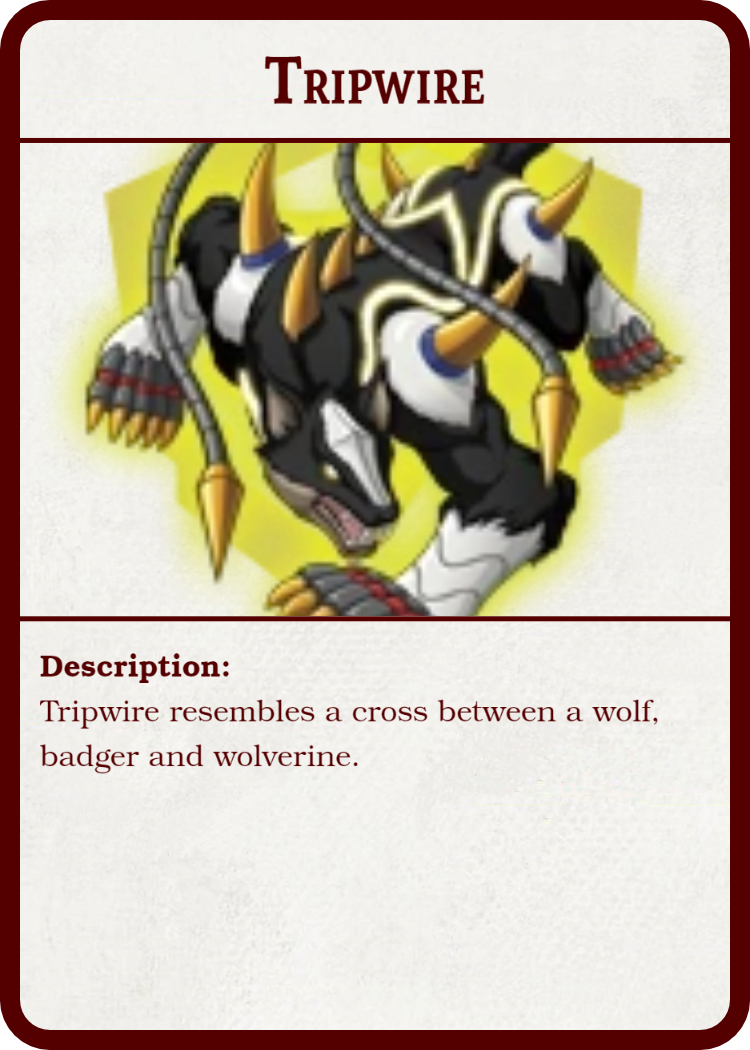 Tripwire
Description:
Tripwire resembles a cross between a wolf,
badger and wolverine.